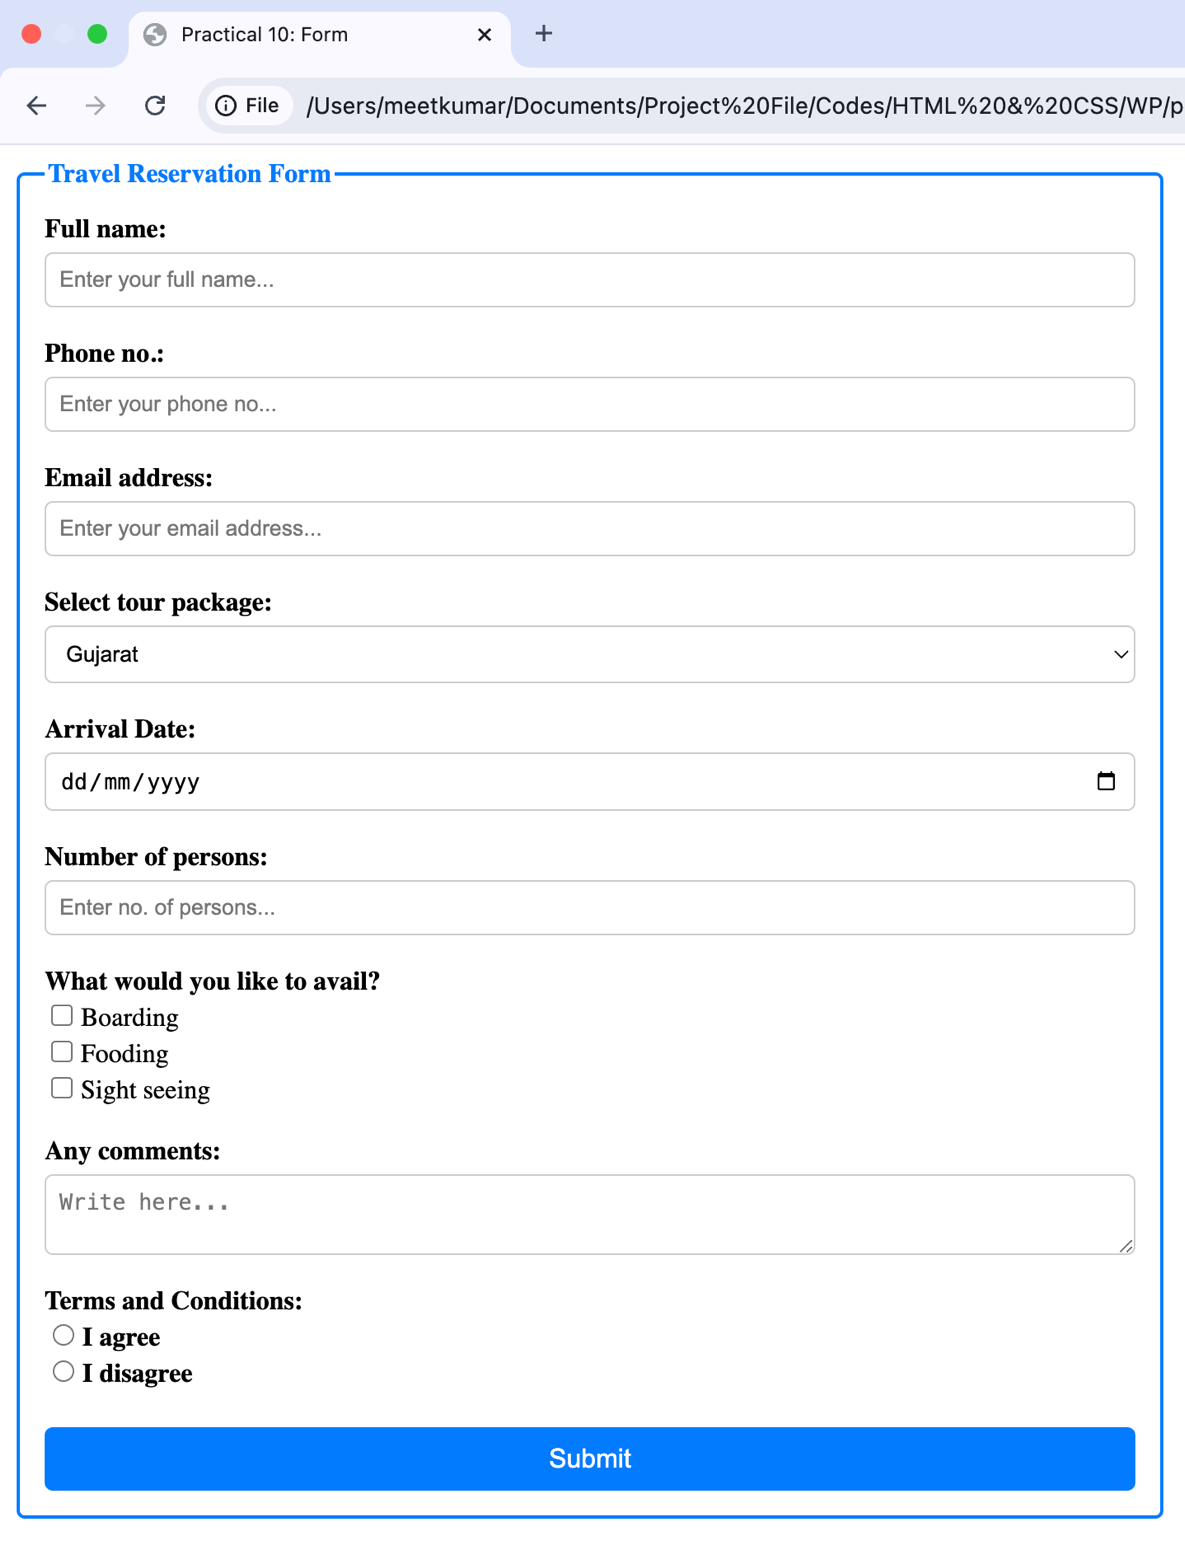 Practical 10: Form
File /Users/meetkumar/Documents/Project%20File/Codes/HTML%20&%20CSS/WP/p
Travel Reservation Form
Full name:
Enter your full name...
Phone no.:
Enter your phone no...
Email address:
Enter your email address...
Select tour package:
Gujarat
Arrival Date:
dd/mm/yyyy
Number of persons:
Enter no. of persons...
What would you like to avail?
Boarding
Fooding
Sight seeing
Any comments:
Write here...
Terms and Conditions:
I agree
I disagree
Submit